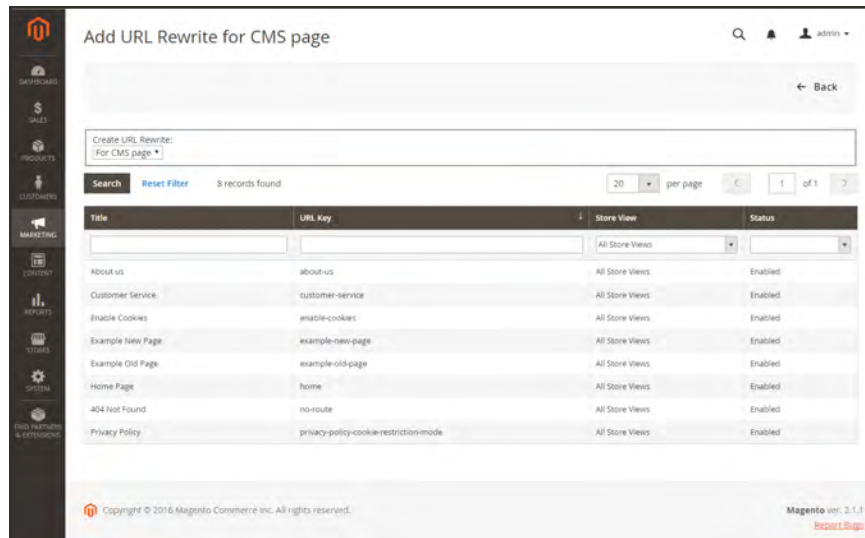 Add URL Rewrite for CMS page
admin
DASHBOARD
SALES
PRODUCTS
CUSTOMERS
MARKETING
CONTENT
REPORTS
STORES
SYSTEM
FIND PARTNERS
& EXTENSIONS
← Back
Create URL Rewrite:
For CMS page
Search Reset Filter 8 records found 20 per page 1 of 1
Title URL Key ↓ Store View Status
All Store Views
About us about-us All Store Views Enabled
Customer Service customer-service All Store Views Enabled
Enable Cookies enable-cookies All Store Views Enabled
Example New Page example-new-page All Store Views Enabled
Example Old Page example-old-page All Store Views Enabled
Home Page home All Store Views Enabled
404 Not Found no-route All Store Views Enabled
Privacy Policy privacy-policy-cookie-restriction-mode All Store Views Enabled
Copyright © 2016 Magento Commerce Inc. All rights reserved. Magento ver. 2.1.1
Report Bugs